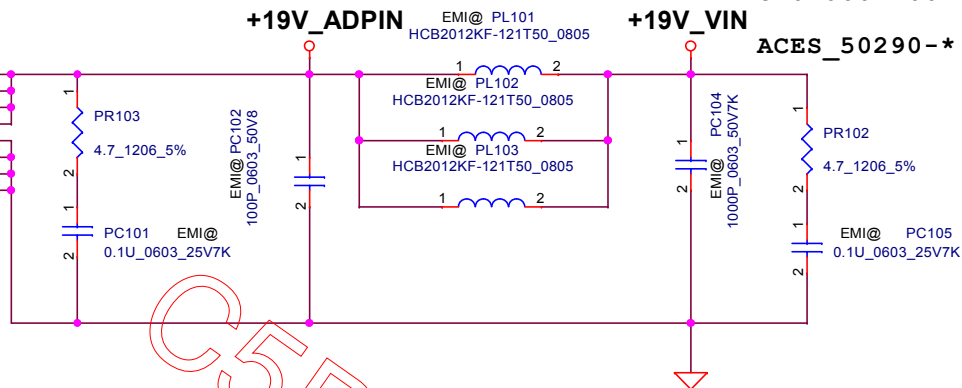 +19V_ADPIN
EMI@ PL101
HCB2012KF-121T50_0805
+19V_VIN
ACES_50290-*
1
2
EMI@ PL102
HCB2012KF-121T50_0805
1
2
EMI@ PL103
HCB2012KF-121T50_0805
1
2
1
PR103
4.7_1206_5%
2
1
PC101 EMI@
0.1U_0603_25V7K
2
EMI@ PC102
100P_0603_50V8
1
2
EMI@ PC104
1000P_0603_50V7K
1
2
1
PR102
4.7_1206_5%
2
1
EMI@ PC105
0.1U_0603_25V7K
2